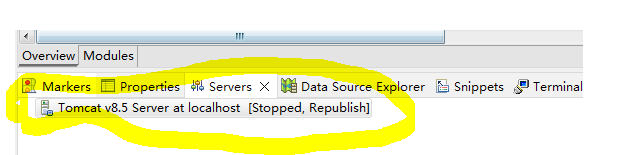 Overview Modules
Markers Properties Servers Data Source Explorer Snippets Terminal
Tomcat v8.5 Server at localhost [Stopped, Republish]